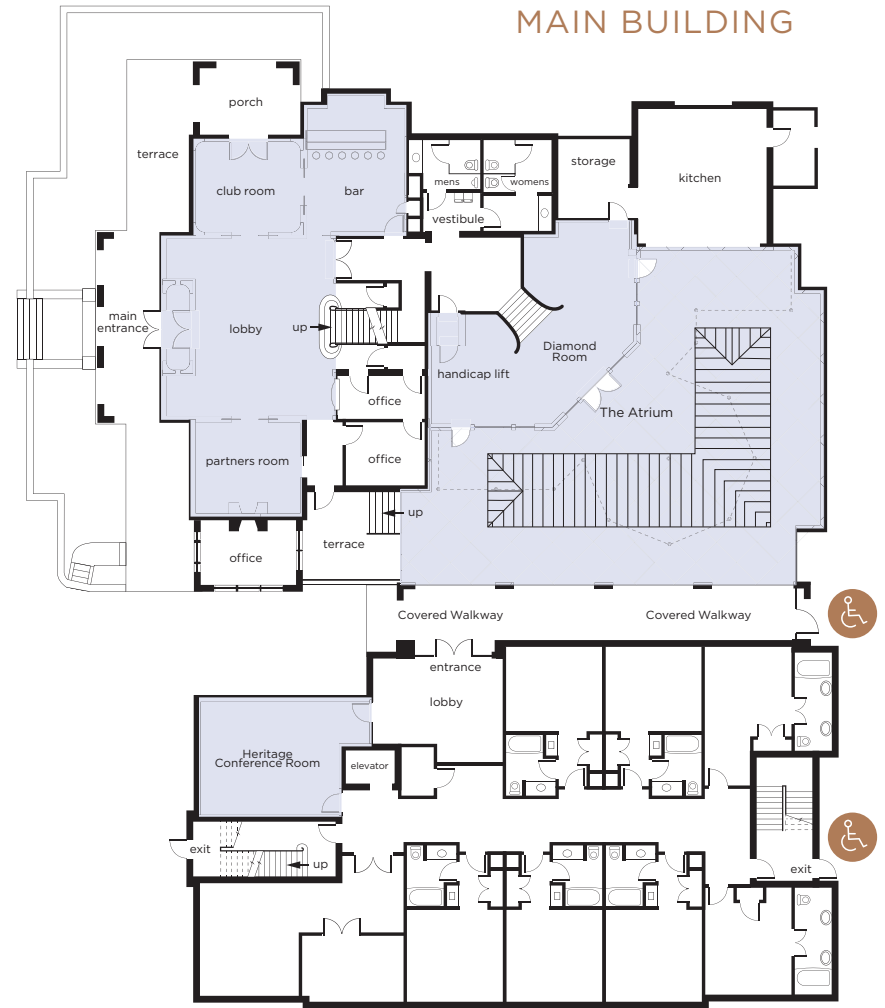 MAIN BUILDING
porch
terrace
storage
kitchen
mens
womens
club room
bar
vestibule
main
entrance
lobby
up
Diamond
Room
handicap lift
office
The Atrium
partners room
office
up
terrace
office
Covered Walkway
Covered Walkway
entrance
lobby
Heritage
Conference Room
elevator
exit
up
exit